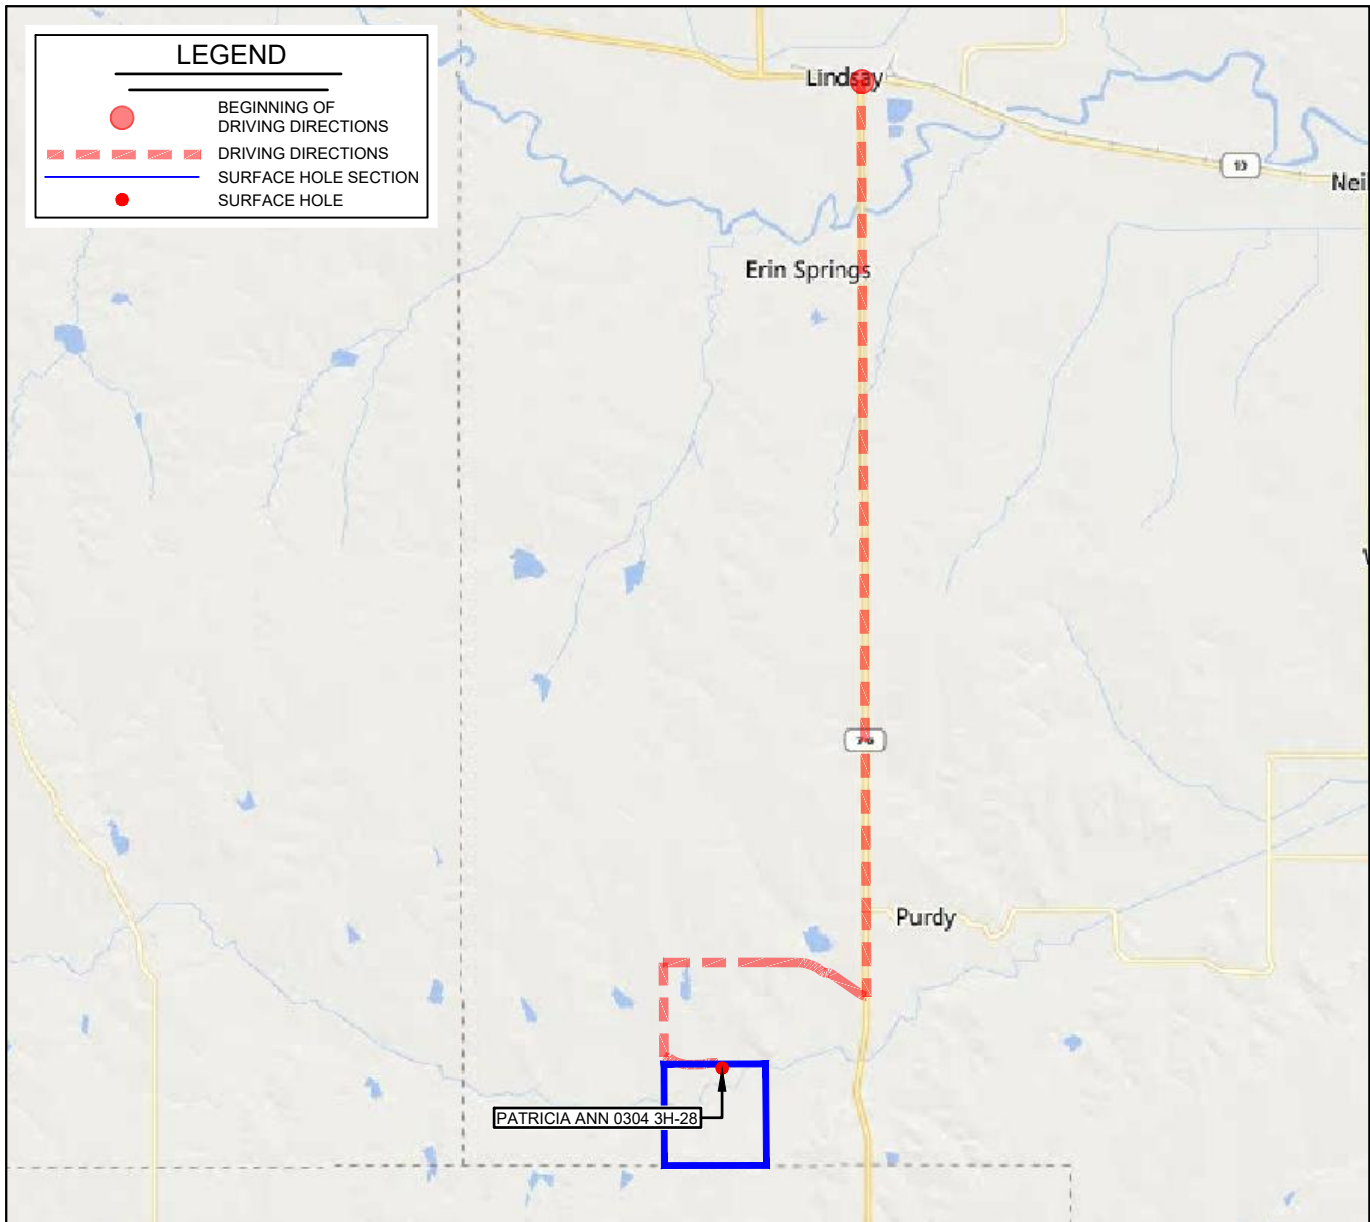 LEGEND
BEGINNING OF
DRIVING DIRECTIONS
DRIVING DIRECTIONS
SURFACE HOLE SECTION
SURFACE HOLE
Lindsay
Nei
Erin Springs
Purdy
PATRICIA ANN 0304 3H-28